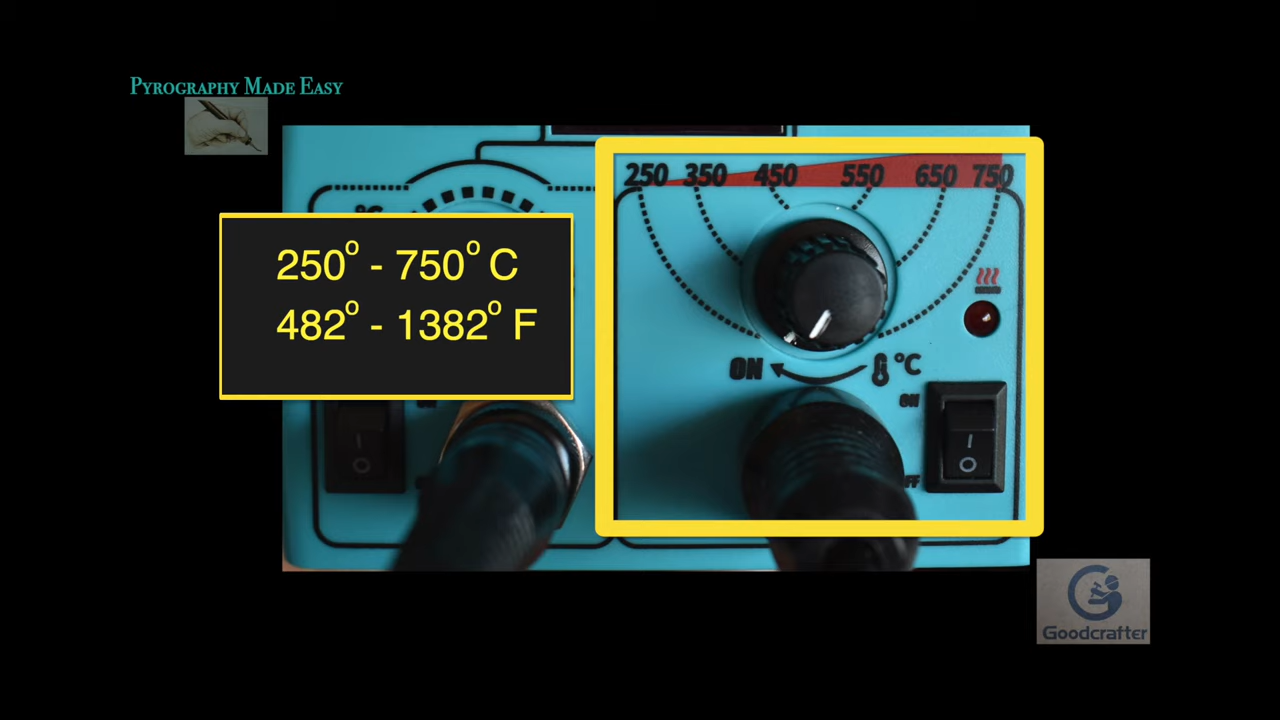 Pyrography Made Easy
250 350 450 550 650 750
°C
250° - 750° C
482° - 1382° F
ON °C
ON
I
O
I
O
Goodcrafter